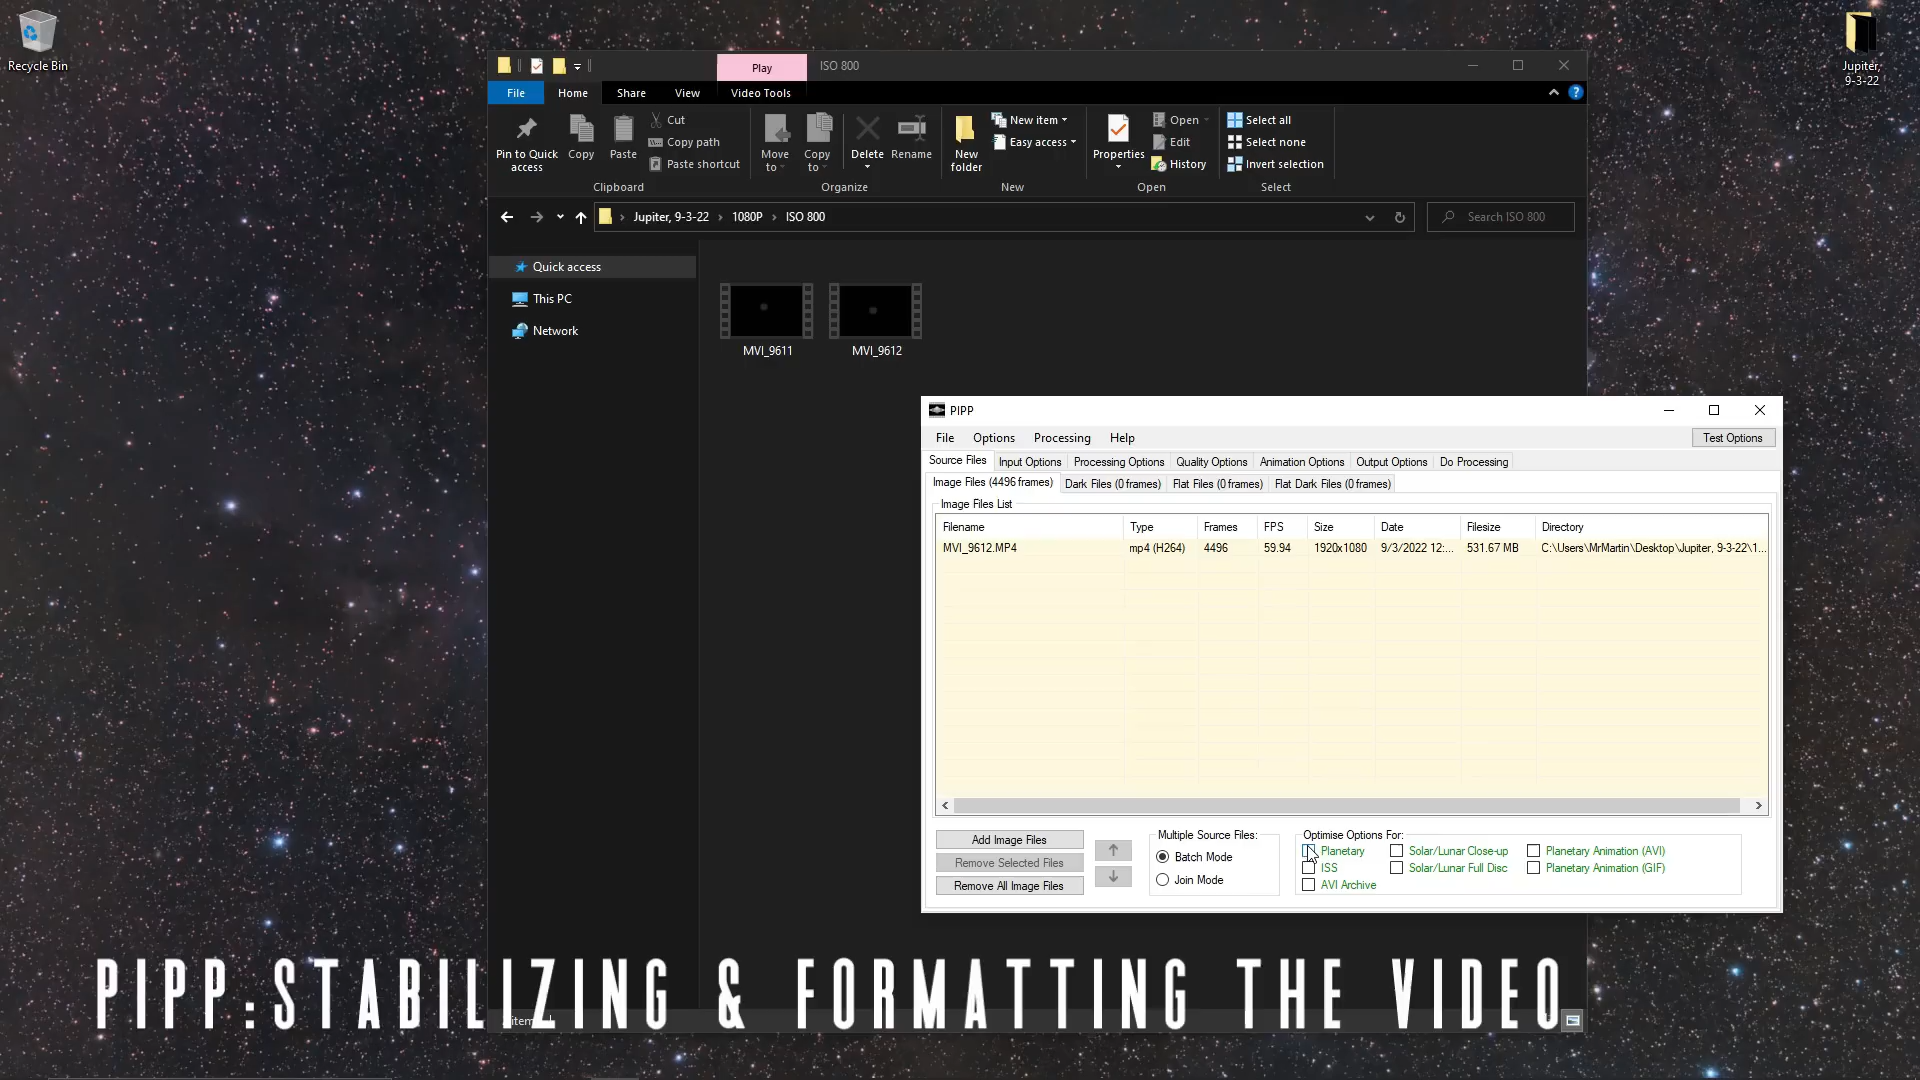 Recycle Bin
Jupiter,
9-3-22
Play
ISO 800
File
Home
Share
View
Video Tools
Pin to Quick
access
Copy
Paste
Cut
Copy path
Paste shortcut
Clipboard
Move
to
Copy
to
Delete
Rename
Organize
New
folder
New item
Easy access
New
Properties
Open
Edit
History
Open
Select all
Select none
Invert selection
Select
Jupiter, 9-3-22 > 1080P > ISO 800
Search ISO 800
Quick access
This PC
Network
MVI_9611
MVI_9612
PIPP
File Options Processing Help
Test Options
Source Files Input Options Processing Options Quality Options Animation Options Output Options Do Processing
Image Files (4496 frames) Dark Files (0 frames) Flat Files (0 frames) Flat Dark Files (0 frames)
Image Files List
Filename Type Frames FPS Size Date Filesize Directory
MVI_9612.MP4 mp4 (H264) 4496 59.94 1920x1080 9/3/2022 12:... 531.67 MB C:\Users\MrMartin\Desktop\Jupiter, 9-3-22\1...
Add Image Files
Remove Selected Files
Remove All Image Files
Multiple Source Files:
Batch Mode
Join Mode
Optimise Options For:
Planetary
ISS
AVI Archive
Solar/Lunar Close-up
Solar/Lunar Full Disc
Planetary Animation (AVI)
Planetary Animation (GIF)
PIPP:STABILIZING & FORMATTING THE VIDEO